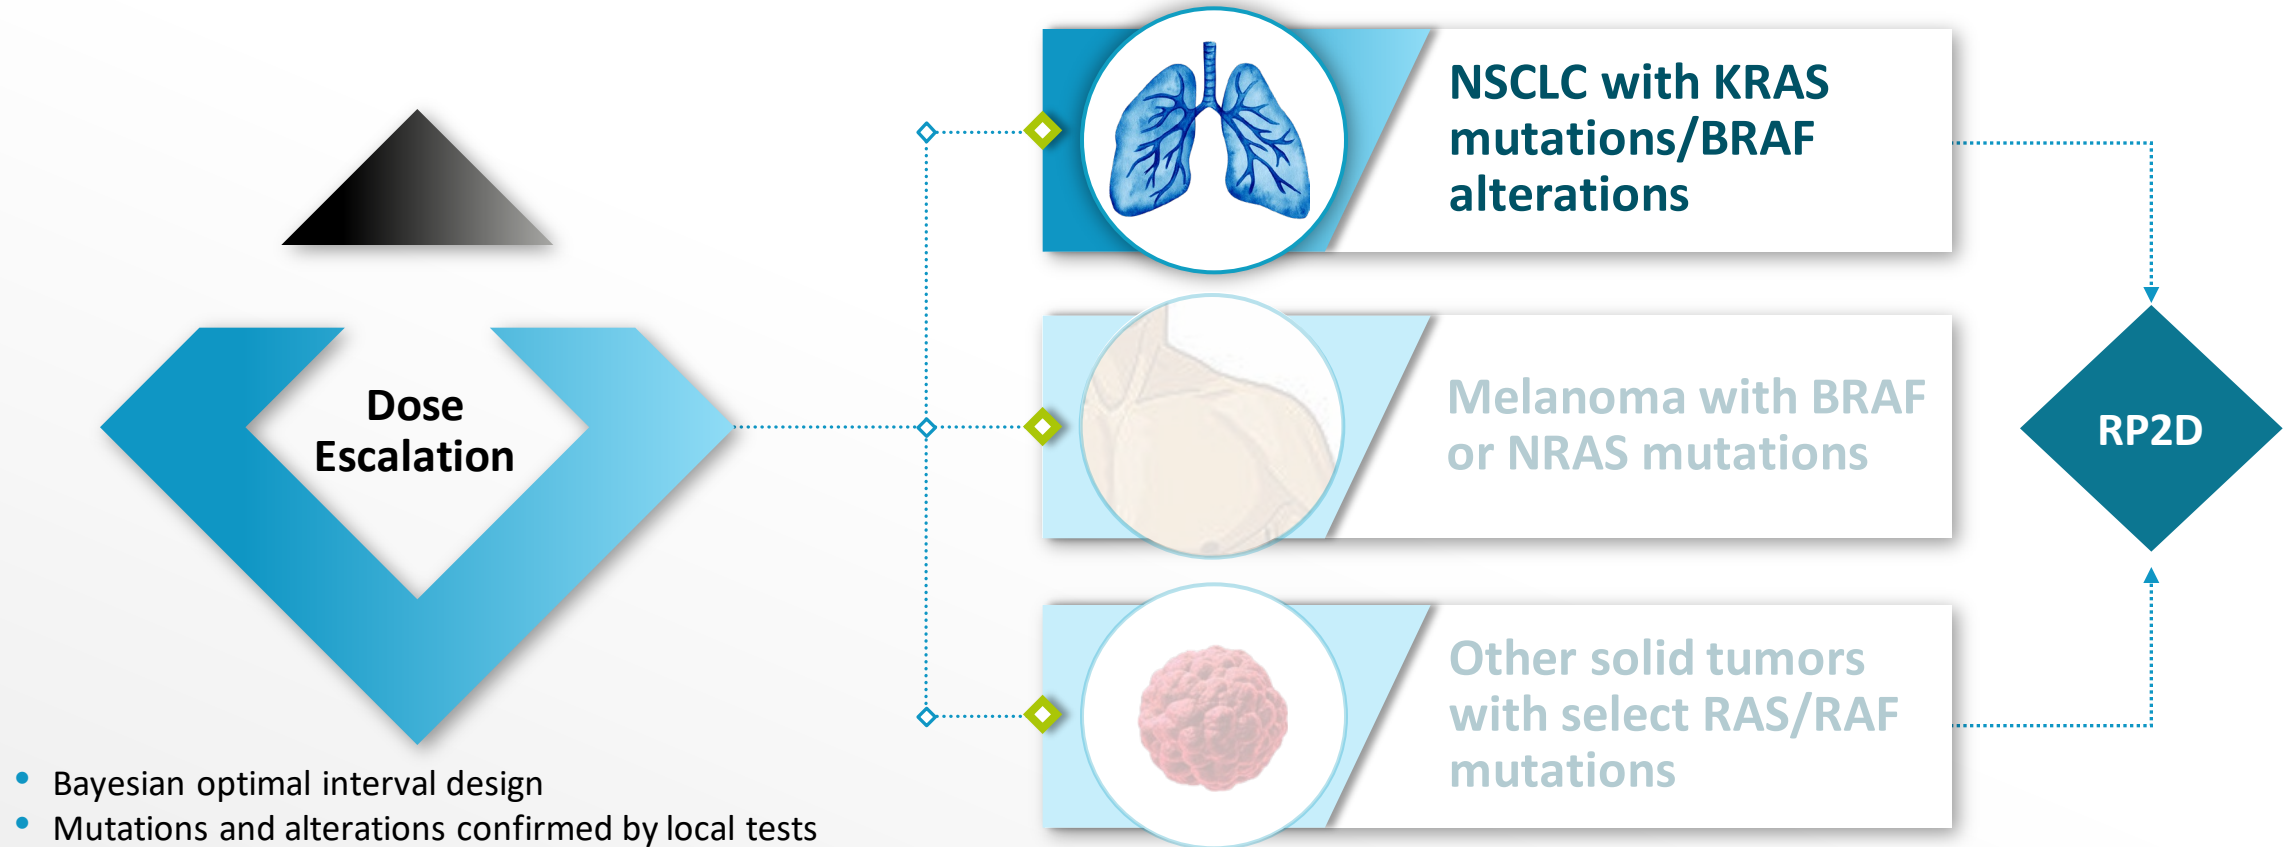 Dose
Escalation
• Bayesian optimal interval design
• Mutations and alterations confirmed by local tests
NSCLC with KRAS
mutations/BRAF
alterations
Melanoma with BRAF
or NRAS mutations
Other solid tumors
with select RAS/RAF
mutations
RP2D